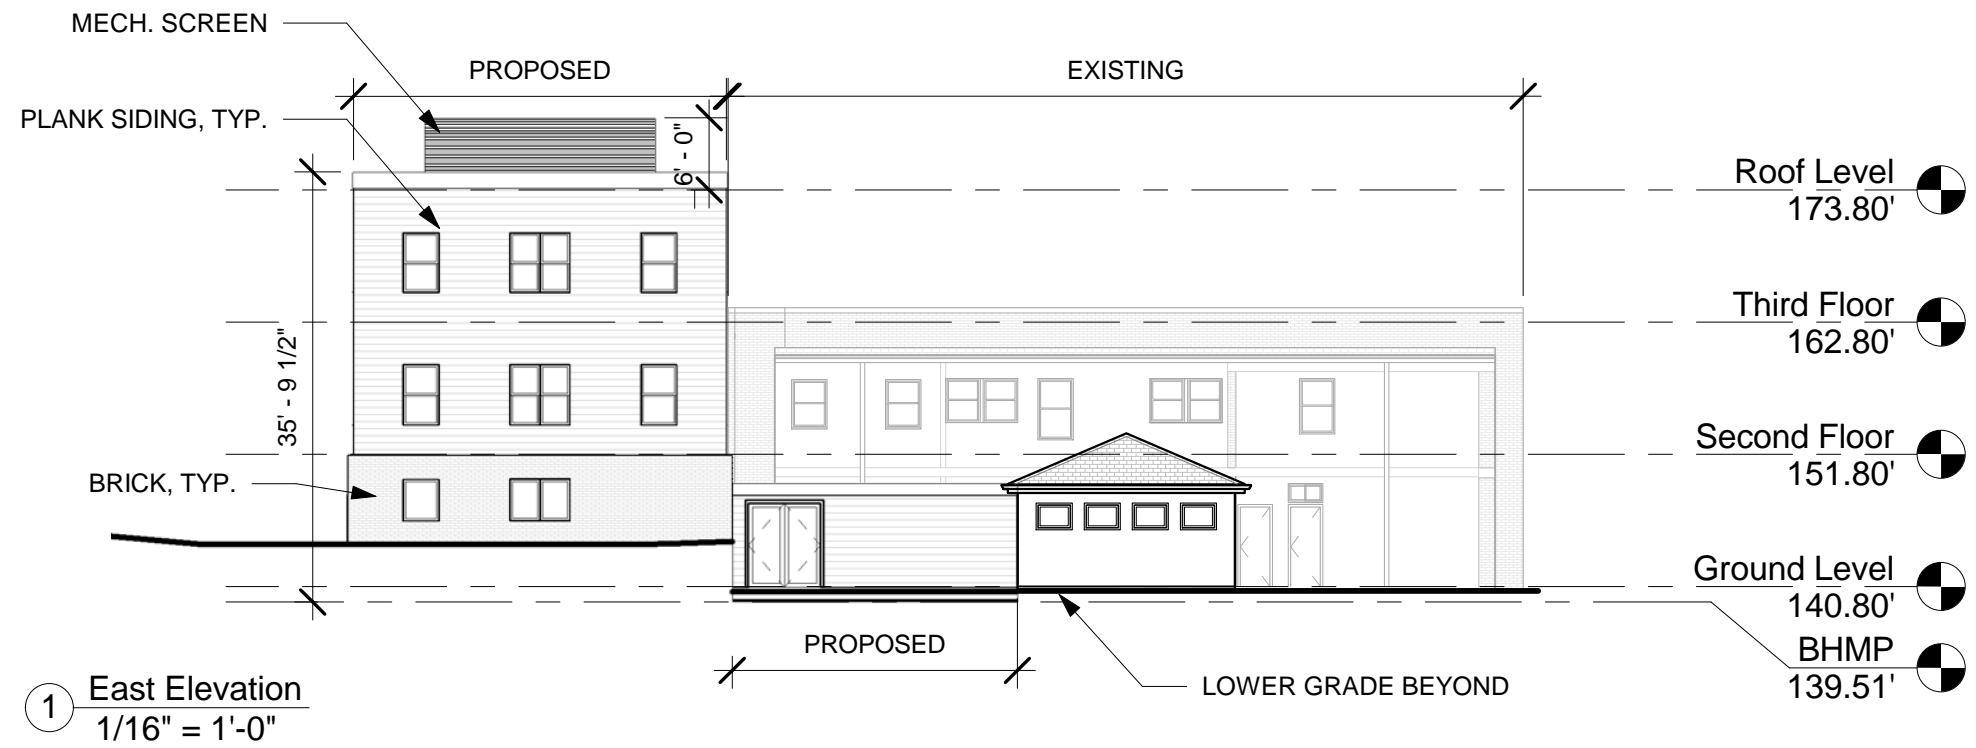 MECH. SCREEN
PROPOSED
EXISTING
PLANK SIDING, TYP.
6' - 0"
Roof Level
173.80'
Third Floor
162.80'
35' - 9 1/2"
Second Floor
151.80'
BRICK, TYP.
Ground Level
140.80'
PROPOSED
BHMP
139.51'
LOWER GRADE BEYOND
1
East Elevation
1/16" = 1'-0"